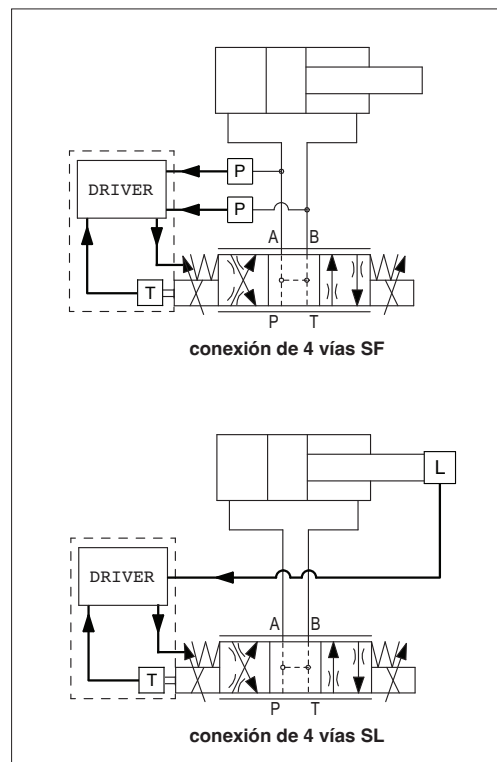 P
DRIVER
P
A B
T
P T
conexión de 4 vías SF
L
DRIVER
A B
T
P T
conexión de 4 vías SL